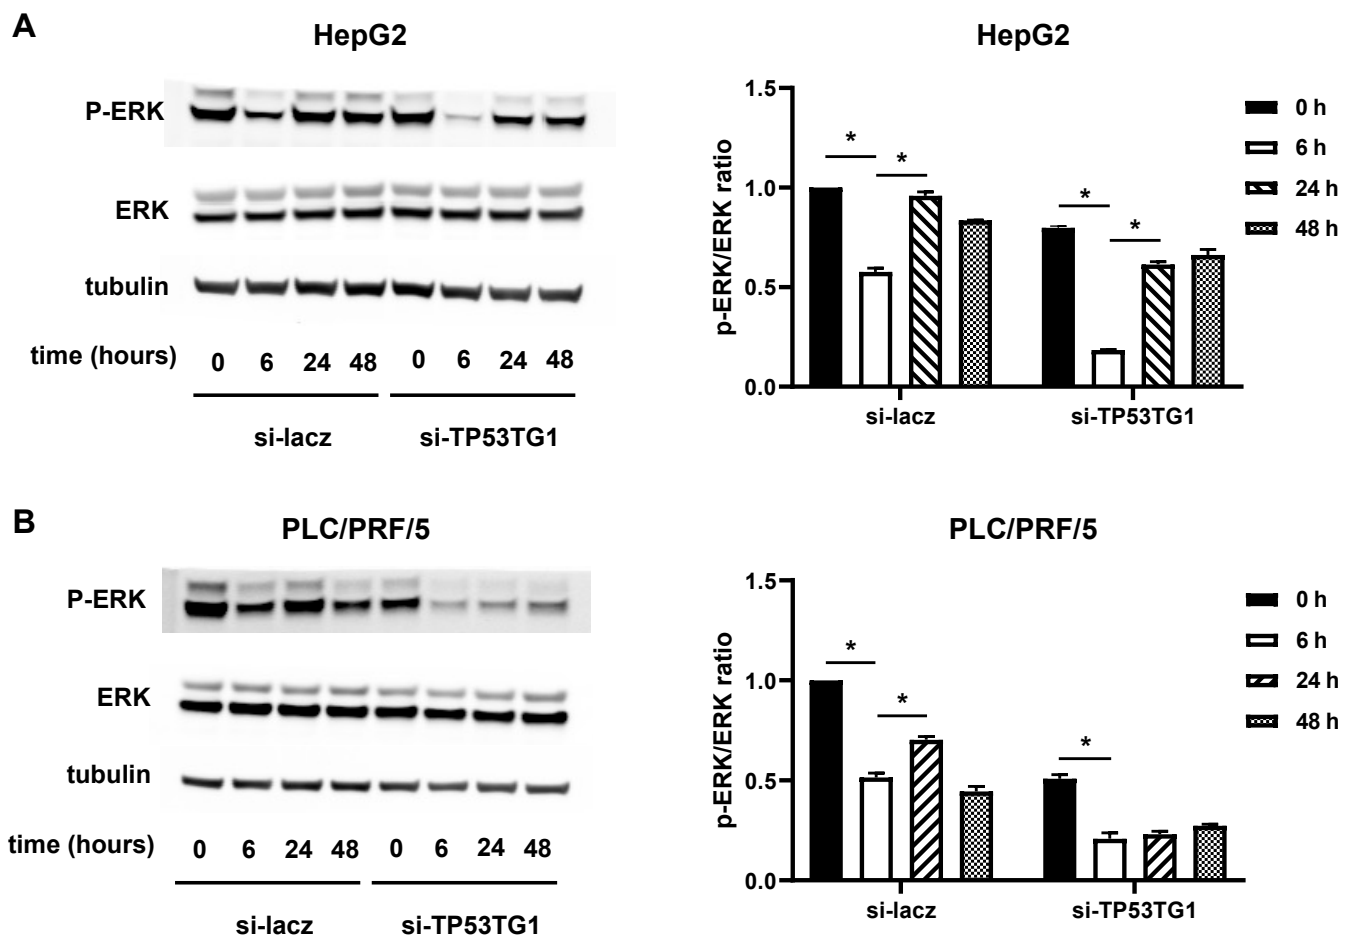 A
HepG2
P-ERK
ERK
tubulin
time (hours) 0 6 24 48 0 6 24 48
si-lacz si-TP53TG1
HepG2
p-ERK/ERK ratio
1.5
1.0
0.5
0.0
* * * *
si-lacz si-TP53TG1
0 h
6 h
24 h
48 h
B
PLC/PRF/5
P-ERK
ERK
tubulin
time (hours) 0 6 24 48 0 6 24 48
si-lacz si-TP53TG1
PLC/PRF/5
p-ERK/ERK ratio
1.5
1.0
0.5
0.0
* * *
si-lacz si-TP53TG1
0 h
6 h
24 h
48 h